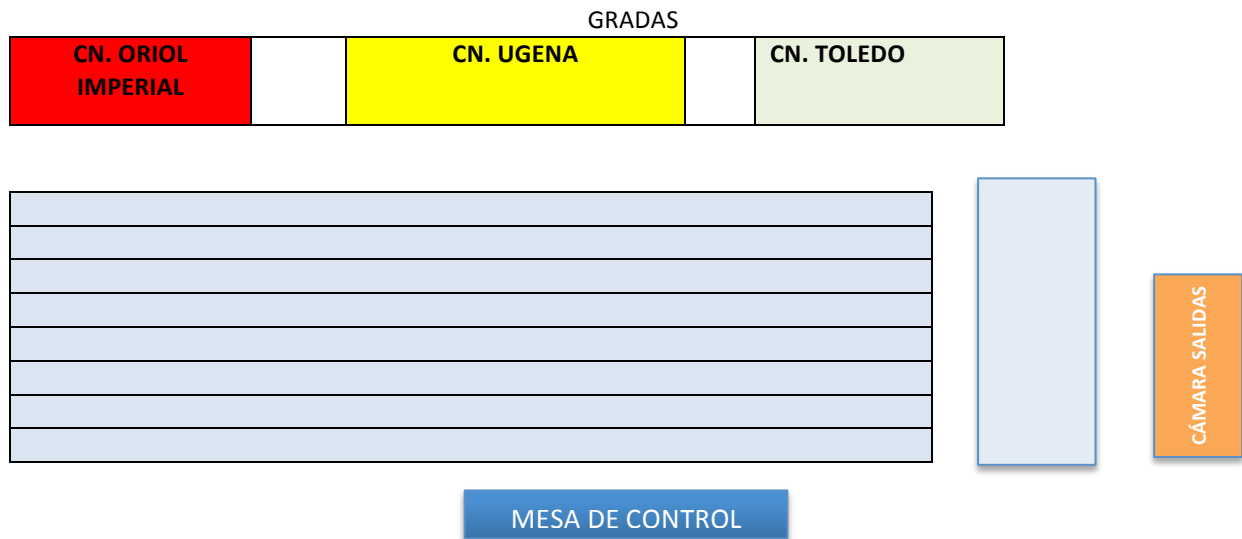 GRADAS
CN. ORIOL
IMPERIAL
CN. UGENA
CN. TOLEDO
CÁMARA SALIDAS
MESA DE CONTROL